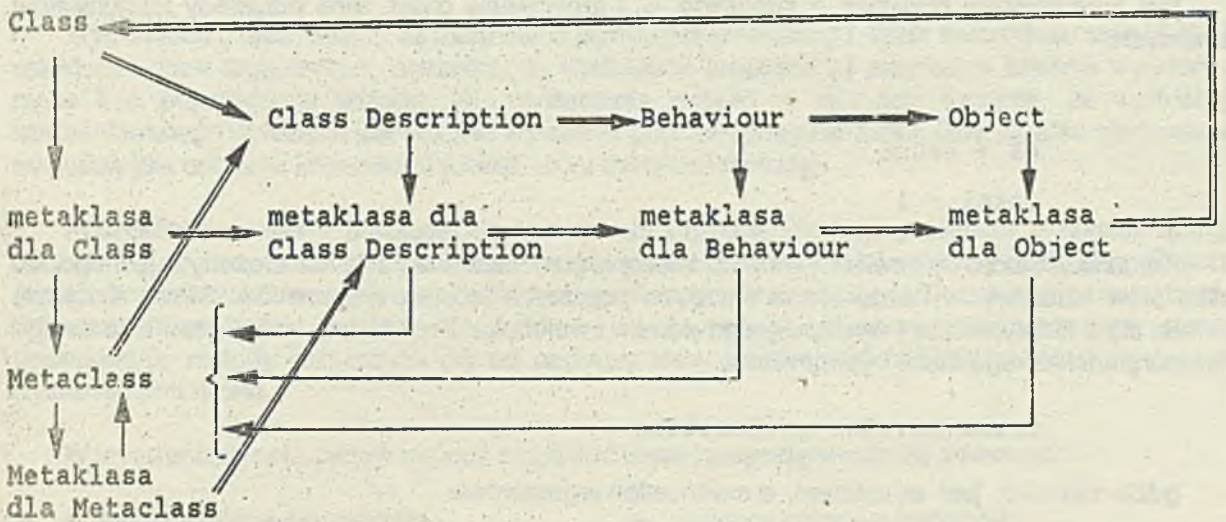 Class
Class Description
Behaviour
Object
metaklasa
dla Class
metaklasa dla
Class Description
metaklasa
dla Behaviour
metaklasa
dla Object
Metaclass
Metaklasa
dla Metaclass